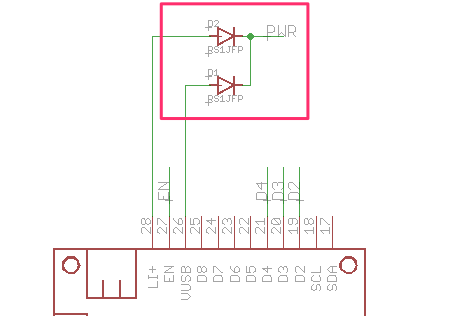 D2
PWR
RS1JFP
D1
RS1JFP
EN
D4
D3
D2
28
27
26
25
24
23
22
21
20
19
18
17
LI+
EN
VUSB
D8
D7
D6
D5
D4
D3
D2
SCL
SDA